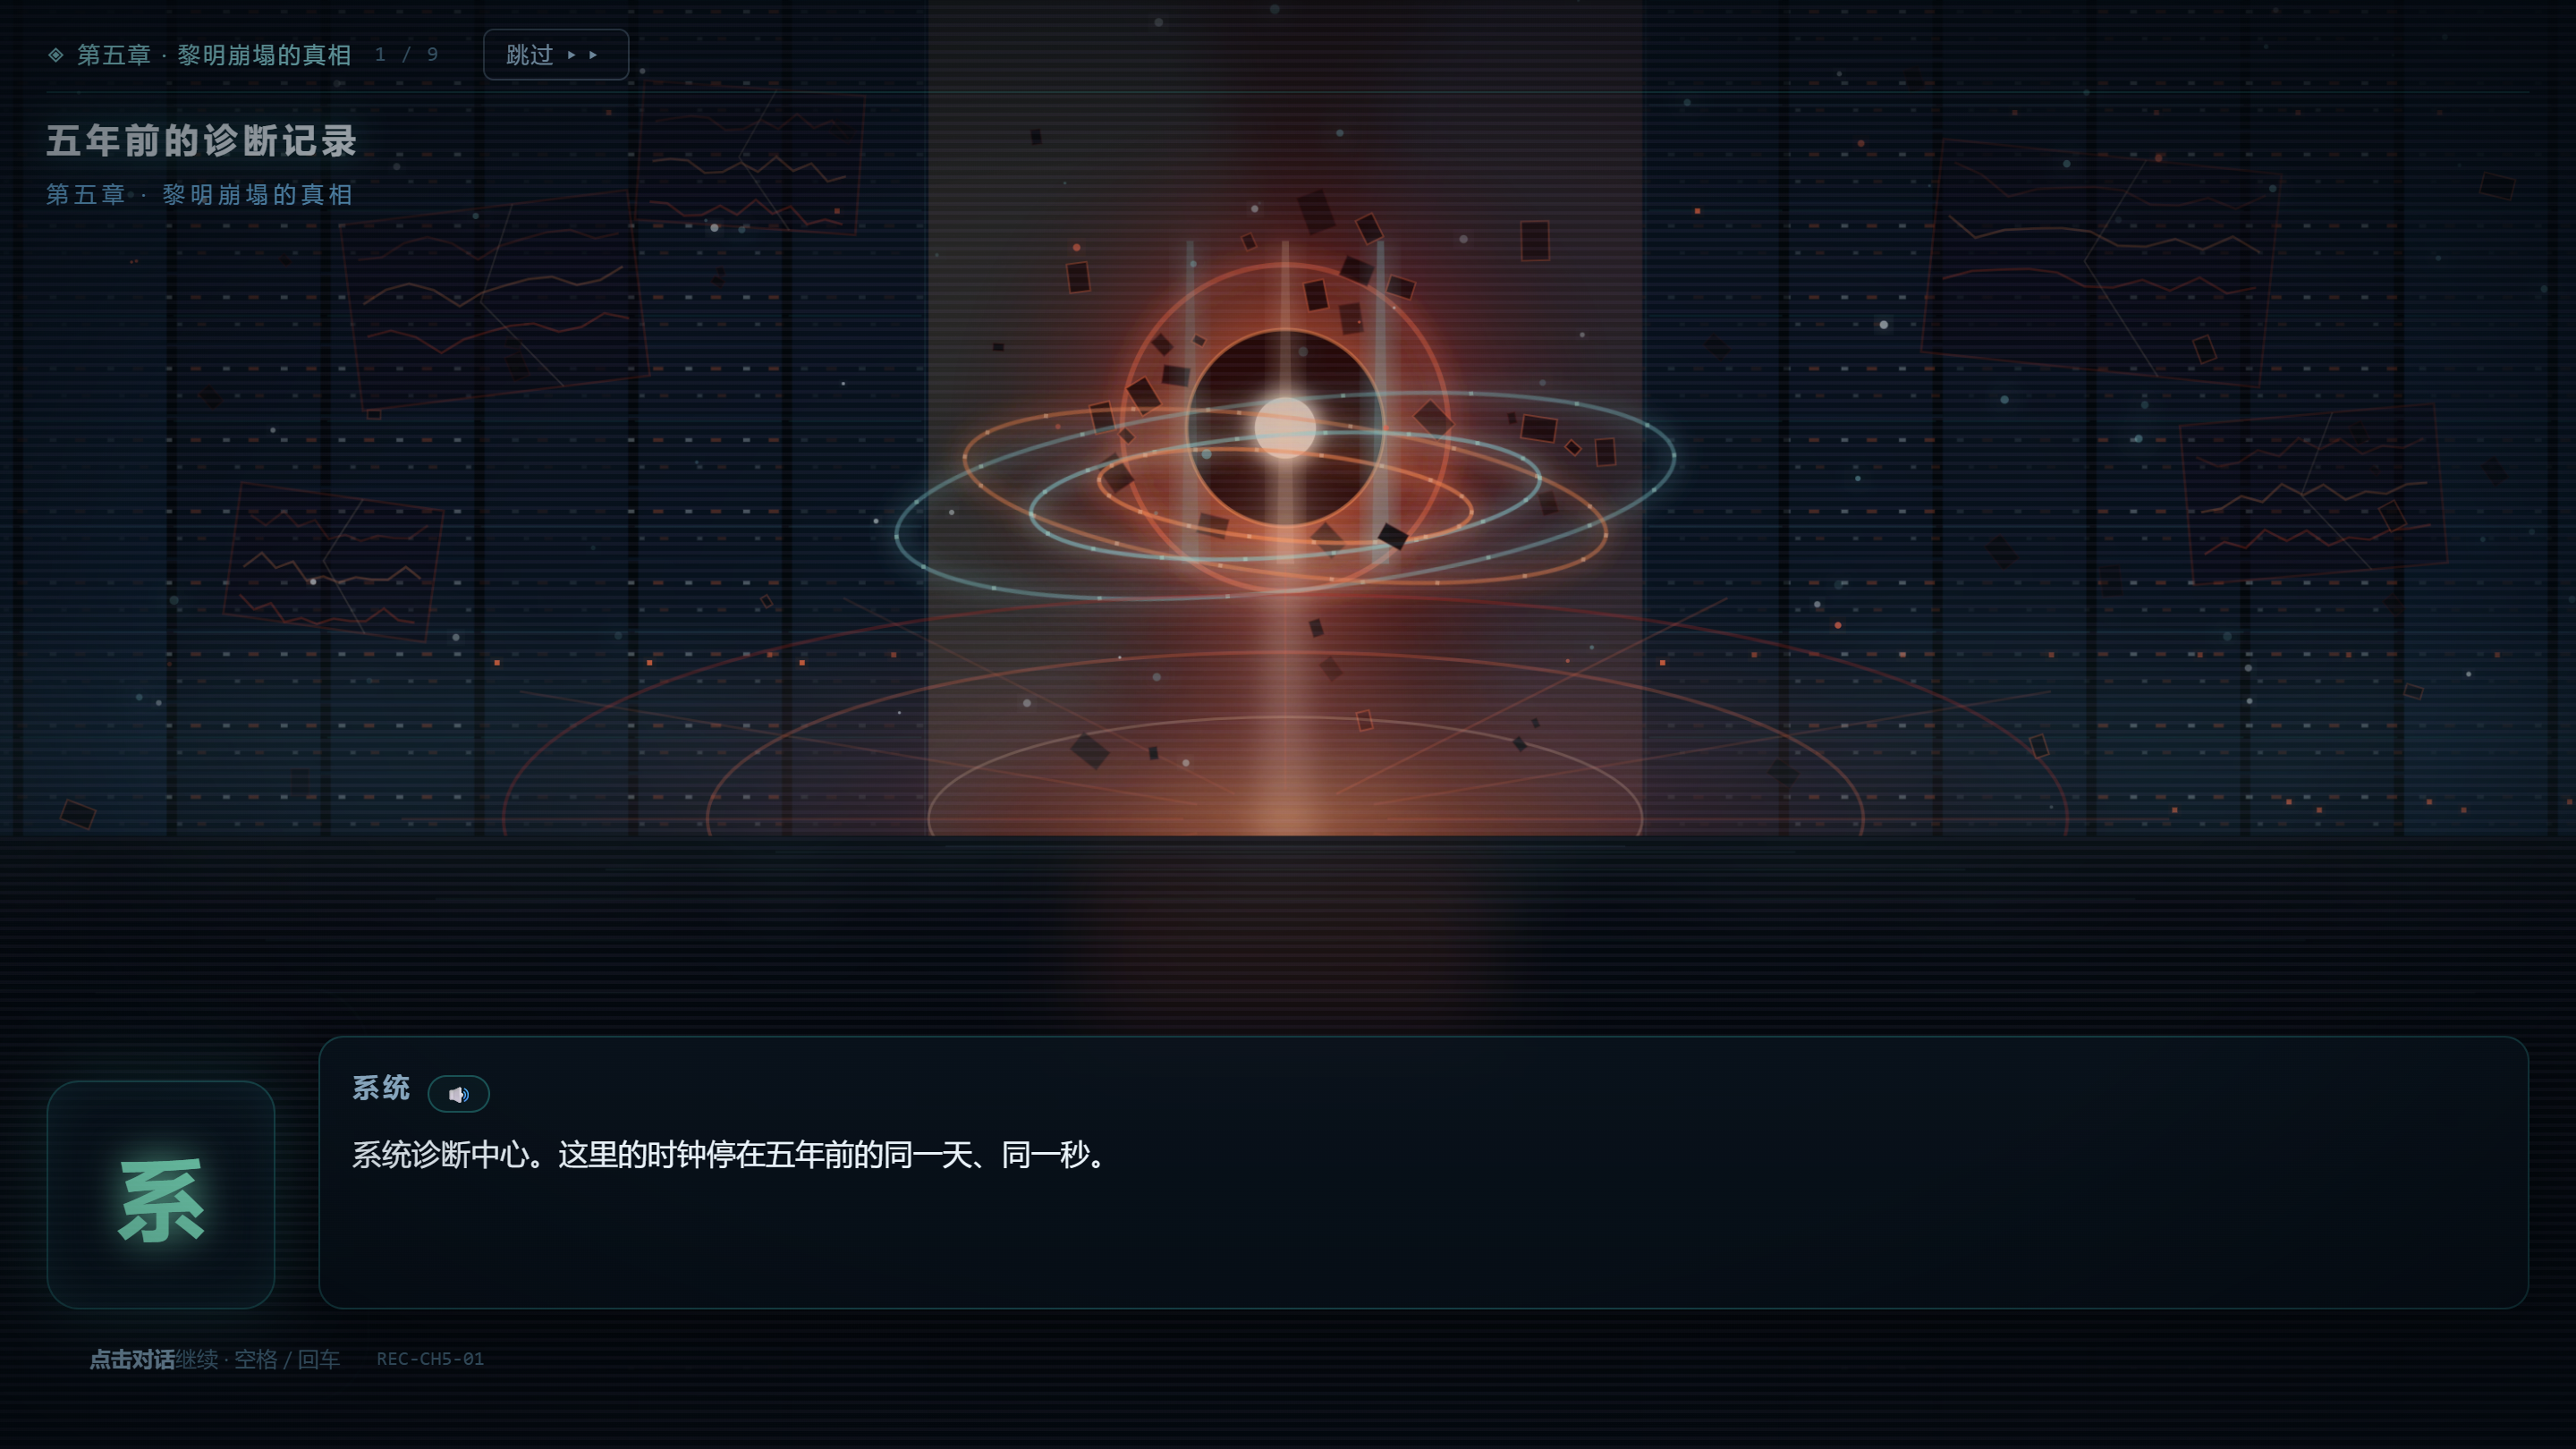 ◈ 第五章 · 黎明崩塌的真相 1 / 9 跳过 ▸ ▸
五年前的诊断记录
第五章 · 黎明崩塌的真相
系统
系统诊断中心。这里的时钟停在五年前的同一天、同一秒。
系
点击对话继续 · 空格 / 回车 REC-CH5-01